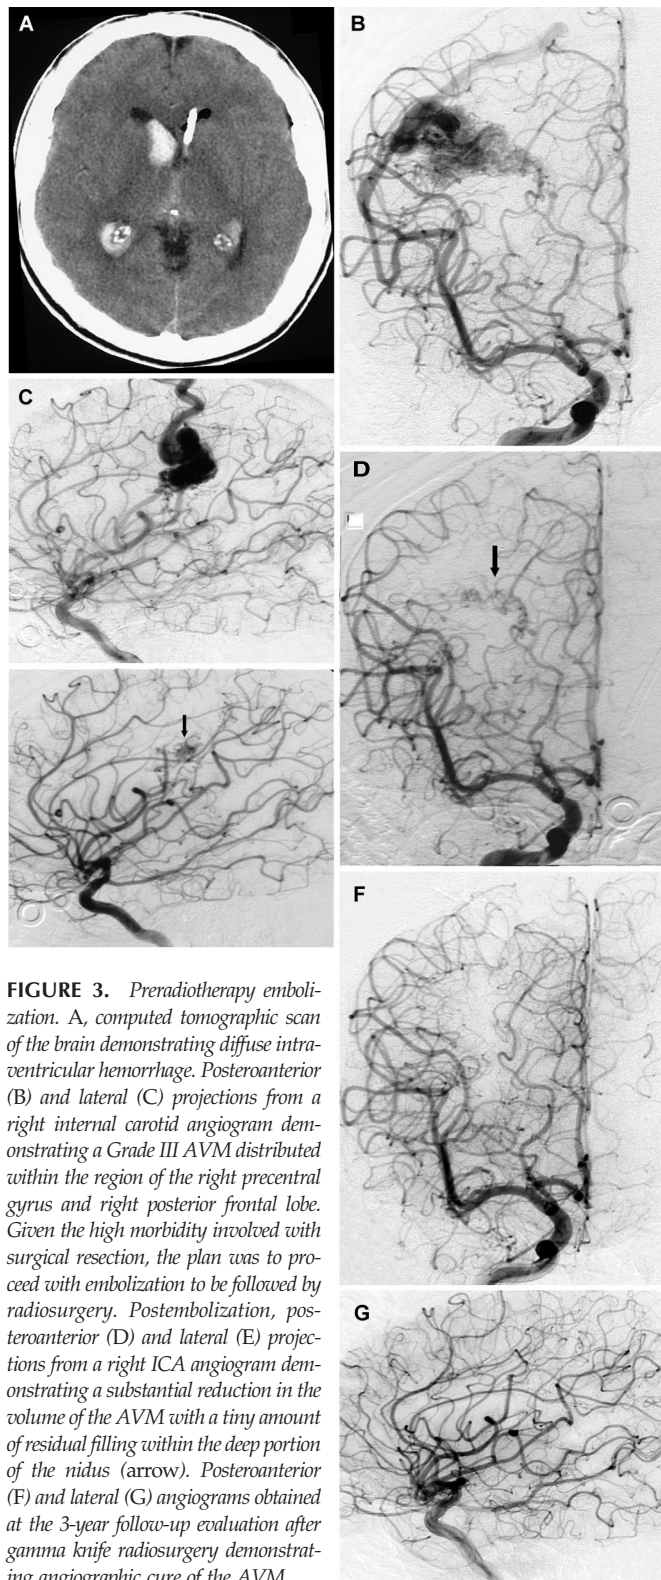 A
B
C
D
F
G
FIGURE 3. Preradiotherapy emboli-
zation. A, computed tomographic scan
of the brain demonstrating diffuse intra-
ventricular hemorrhage. Posteroanterior
(B) and lateral (C) projections from a
right internal carotid angiogram dem-
onstrating a Grade III AVM distributed
within the region of the right precentral
gyrus and right posterior frontal lobe.
Given the high morbidity involved with
surgical resection, the plan was to pro-
ceed with embolization to be followed by
radiosurgery. Postembolization, pos-
teroanterior (D) and lateral (E) projec-
tions from a right ICA angiogram dem-
onstrating a substantial reduction in the
volume of the AVM with a tiny amount
of residual filling within the deep portion
of the nidus (arrow). Posteroanterior
(F) and lateral (G) angiograms obtained
at the 3-year follow-up evaluation after
gamma knife radiosurgery demonstrat-
ing angiographic cure of the AVM.